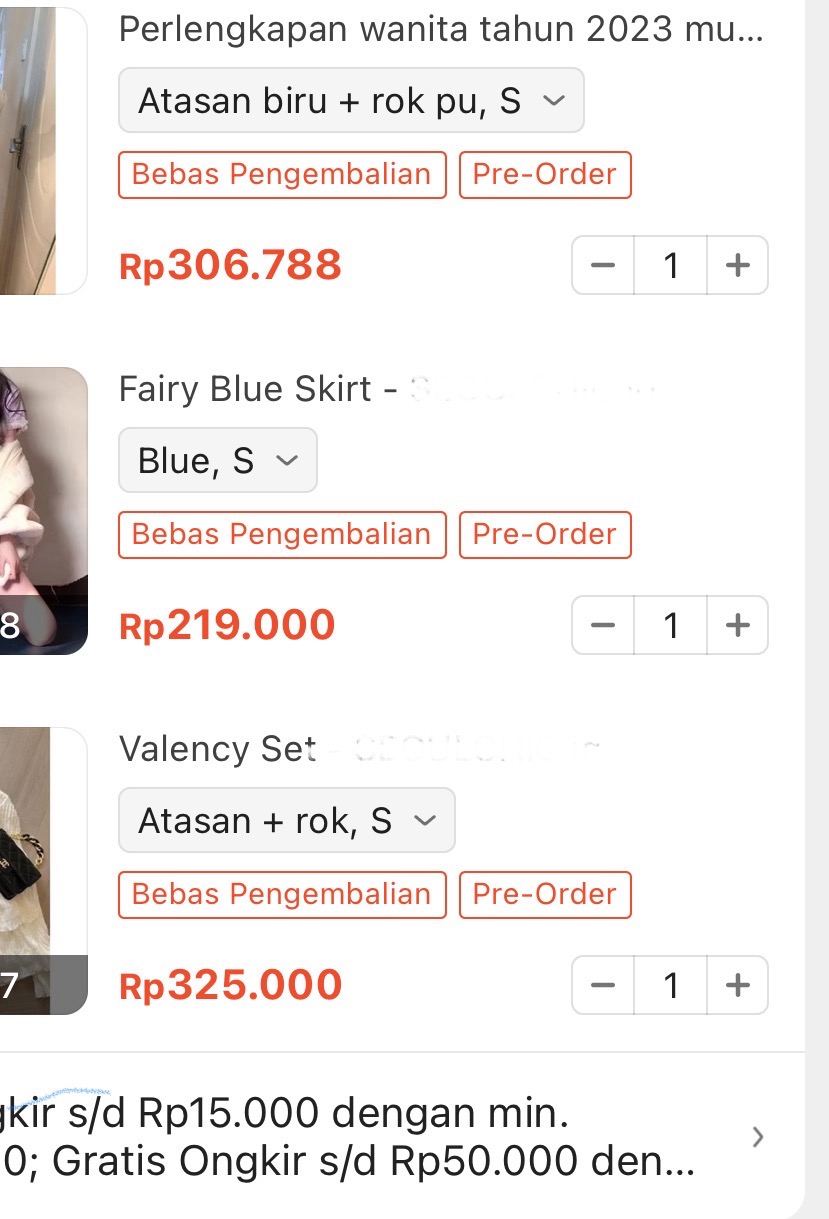 Perlengkapan wanita tahun 2023 mu...
Atasan biru + rok pu, S
Bebas Pengembalian Pre-Order
Rp306.788 − 1 +
Fairy Blue Skirt -
Blue, S
Bebas Pengembalian Pre-Order
8 Rp219.000 − 1 +
Valency Set
Atasan + rok, S
Bebas Pengembalian Pre-Order
7 Rp325.000 − 1 +
gkir s/d Rp15.000 dengan min.
0; Gratis Ongkir s/d Rp50.000 den...